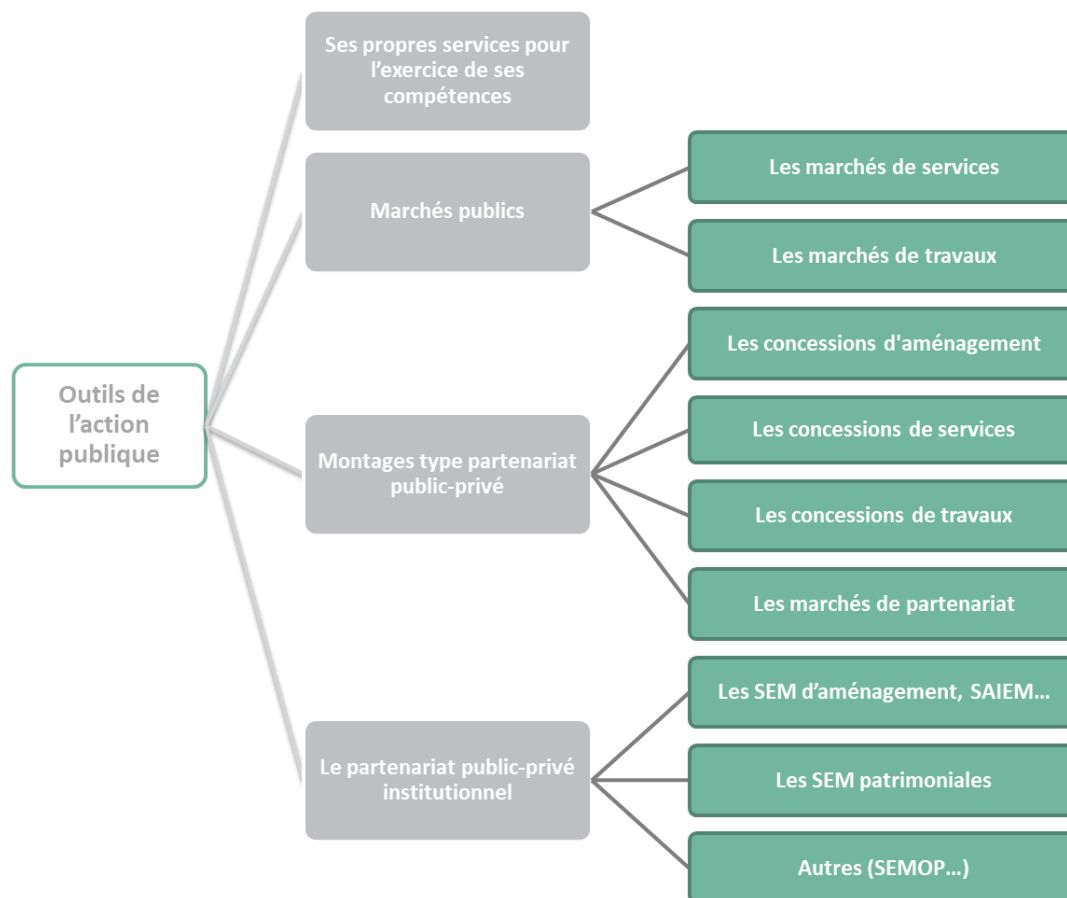 Outils de
l’action
publique
Ses propres services pour
l’exercice de ses
compétences
Marchés publics
Les marchés de services
Les marchés de travaux
Montages type partenariat
public-privé
Les concessions d'aménagement
Les concessions de services
Les concessions de travaux
Les marchés de partenariat
Le partenariat public-privé
institutionnel
Les SEM d’aménagement, SAIEM…
Les SEM patrimoniales
Autres (SEMOP…)